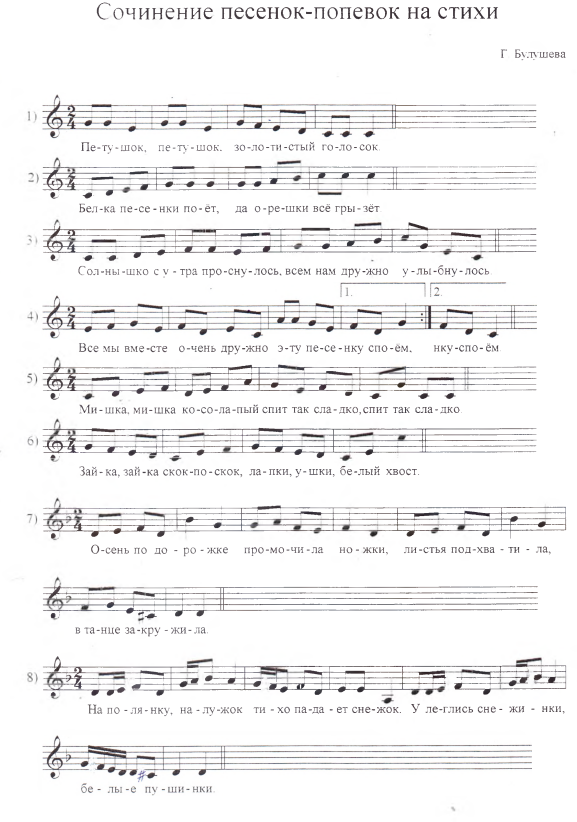 Сочинение песенок-попевок на стихи
Г Булушева
1)
Пе-ту-шок, пе-ту-шок. зо-ло-ти-стый го-ло-сок.
2)
Бел-ка пе-се-нки по-ёт, да о-ре-шки всё гры-зёт
3)
Сол-ны-шко с у-тра про-сну-лось, всем нам дру-жно у-лы-бну-лось.
1. 2.
4)
Все мы вме-сте о-чень дру-жно э-ту пе-се-нку спо-ём, нку-спо-ём
5)
Ми-шка, ми-шка ко-со-ла-пый спит так сла-дко,спит так сла-дко.
6)
Зай-ка, зай-ка скок-по-скок, ла-пки, у-шки, бе-лый хвост.
7)
О-сень по до-ро-жке про-мо-чи-ла но-жки, ли-стья под-хва-ти-ла,
в та-нце за-кру-жи-ла.
8)
На по-ля-нку, на-лу-жок ти-хо па-да-ет сне-жок. У ле-глись сне-жи-нки,
бе-лы-е пу-ши-нки.